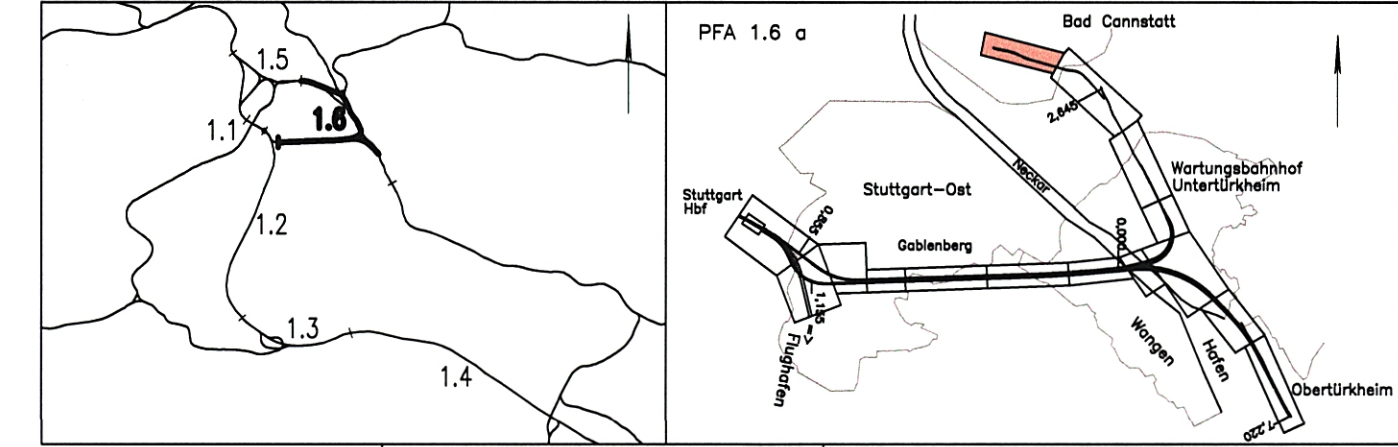 1.5
1.6
1.1
1.2
1.3
1.4
PFA 1.6 a
Bad Cannstatt
2,645
Wartungsbahnhof
Untertürkheim
Neckar
Stuttgart-Ost
Stuttgart
Hbf
0,855
Gablenberg
0,000
1,155
=> Flughafen
Wangen
Hafen
Obertürkheim
-7,220